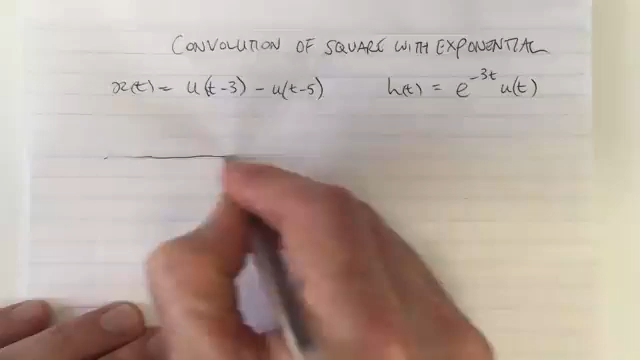 CONVOLUTION OF SQUARE WITH EXPONENTIAL
x(t) = u(t-3) - u(t-5) h(t) = e^{-3t} u(t)